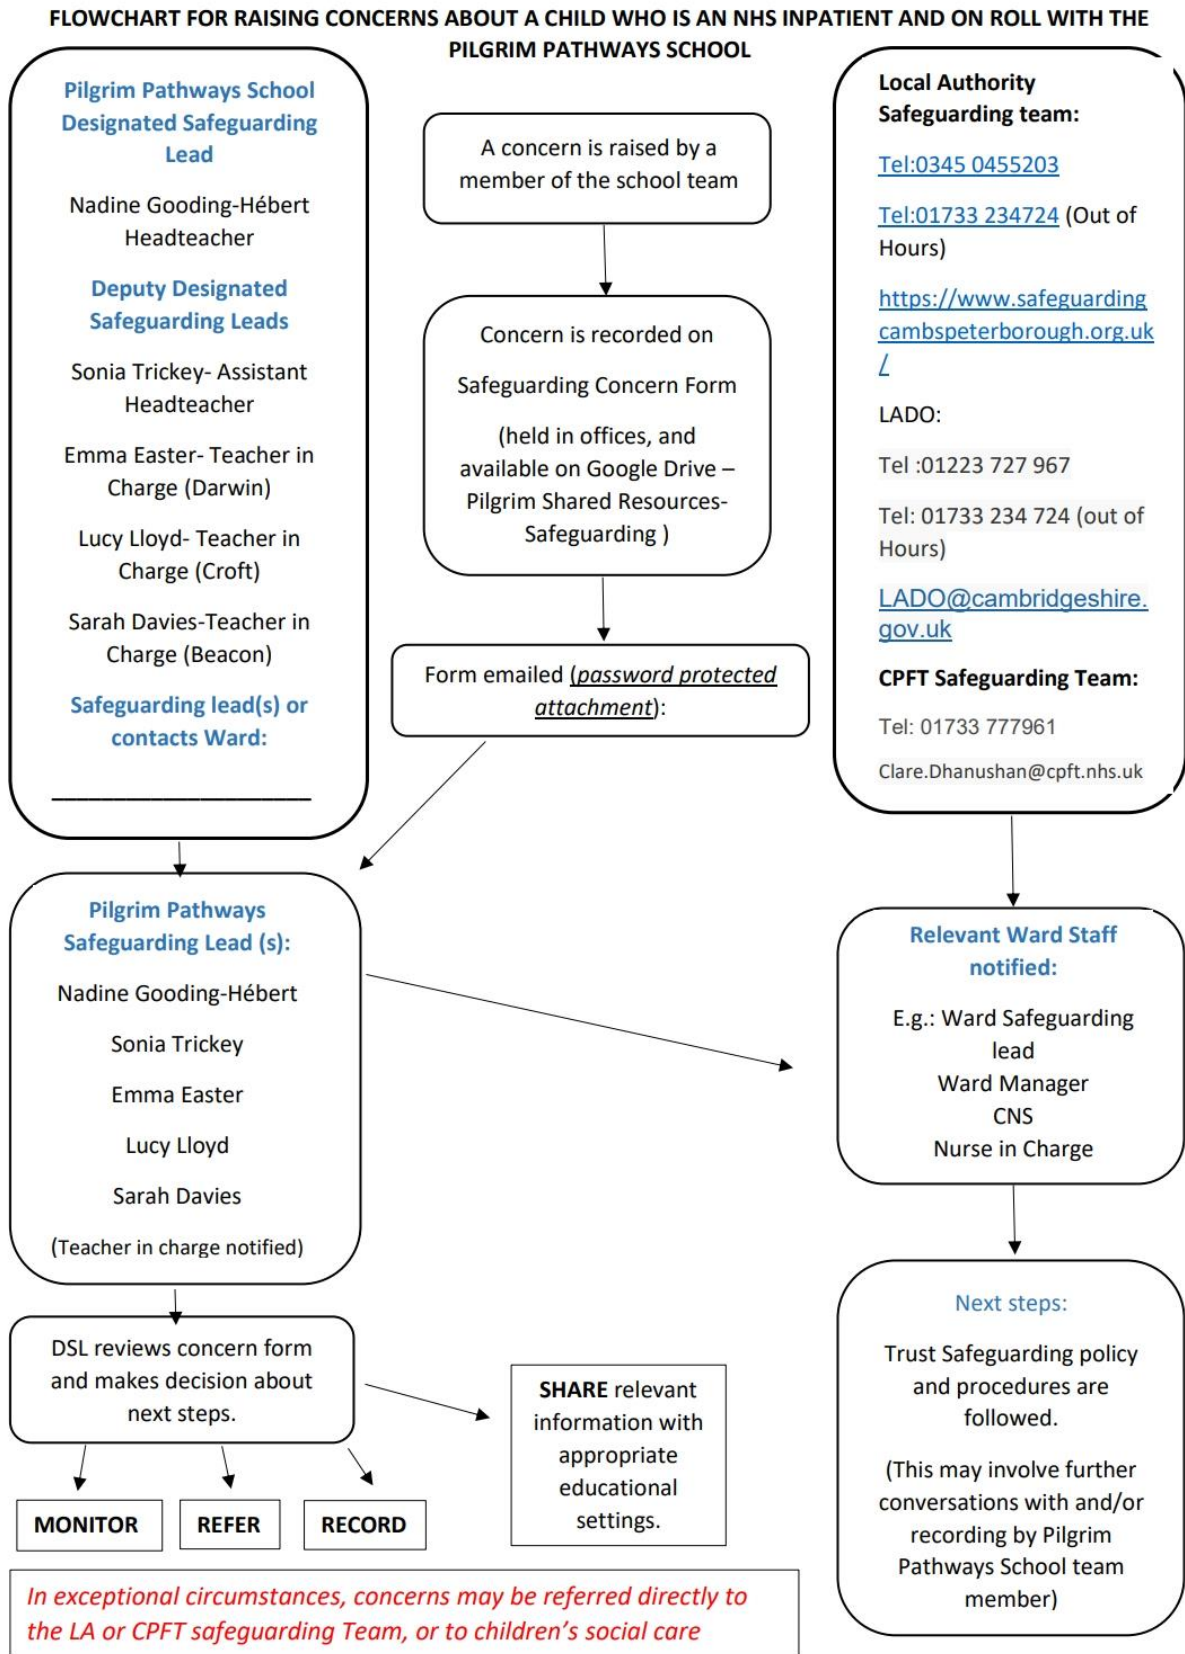 FLOWCHART FOR RAISING CONCERNS ABOUT A CHILD WHO IS AN NHS INPATIENT AND ON ROLL WITH THE
PILGRIM PATHWAYS SCHOOL
Pilgrim Pathways School
Designated Safeguarding
Lead
Nadine Gooding-Hébert
Headteacher
Deputy Designated
Safeguarding Leads
Sonia Trickey- Assistant
Headteacher
Emma Easter- Teacher in
Charge (Darwin)
Lucy Lloyd- Teacher in
Charge (Croft)
Sarah Davies-Teacher in
Charge (Beacon)
Safeguarding lead(s) or
contacts Ward:
A concern is raised by a
member of the school team
Concern is recorded on
Safeguarding Concern Form
(held in offices, and
available on Google Drive –
Pilgrim Shared Resources-
Safeguarding )
Form emailed (password protected
attachment):
Local Authority
Safeguarding team:
Tel:0345 0455203
Tel:01733 234724 (Out of
Hours)
https://www.safeguarding
cambspeterborough.org.uk
/
LADO:
Tel :01223 727 967
Tel: 01733 234 724 (out of
Hours)
LADO@cambridgeshire.
gov.uk
CPFT Safeguarding Team:
Tel: 01733 777961
Clare.Dhanushan@cpft.nhs.uk
Pilgrim Pathways
Safeguarding Lead (s):
Nadine Gooding-Hébert
Sonia Trickey
Emma Easter
Lucy Lloyd
Sarah Davies
(Teacher in charge notified)
Relevant Ward Staff
notified:
E.g.: Ward Safeguarding
lead
Ward Manager
CNS
Nurse in Charge
DSL reviews concern form
and makes decision about
next steps.
SHARE relevant
information with
appropriate
educational
settings.
MONITOR
REFER
RECORD
Next steps:
Trust Safeguarding policy
and procedures are
followed.
(This may involve further
conversations with and/or
recording by Pilgrim
Pathways School team
member)
In exceptional circumstances, concerns may be referred directly to
the LA or CPFT safeguarding Team, or to children's social care